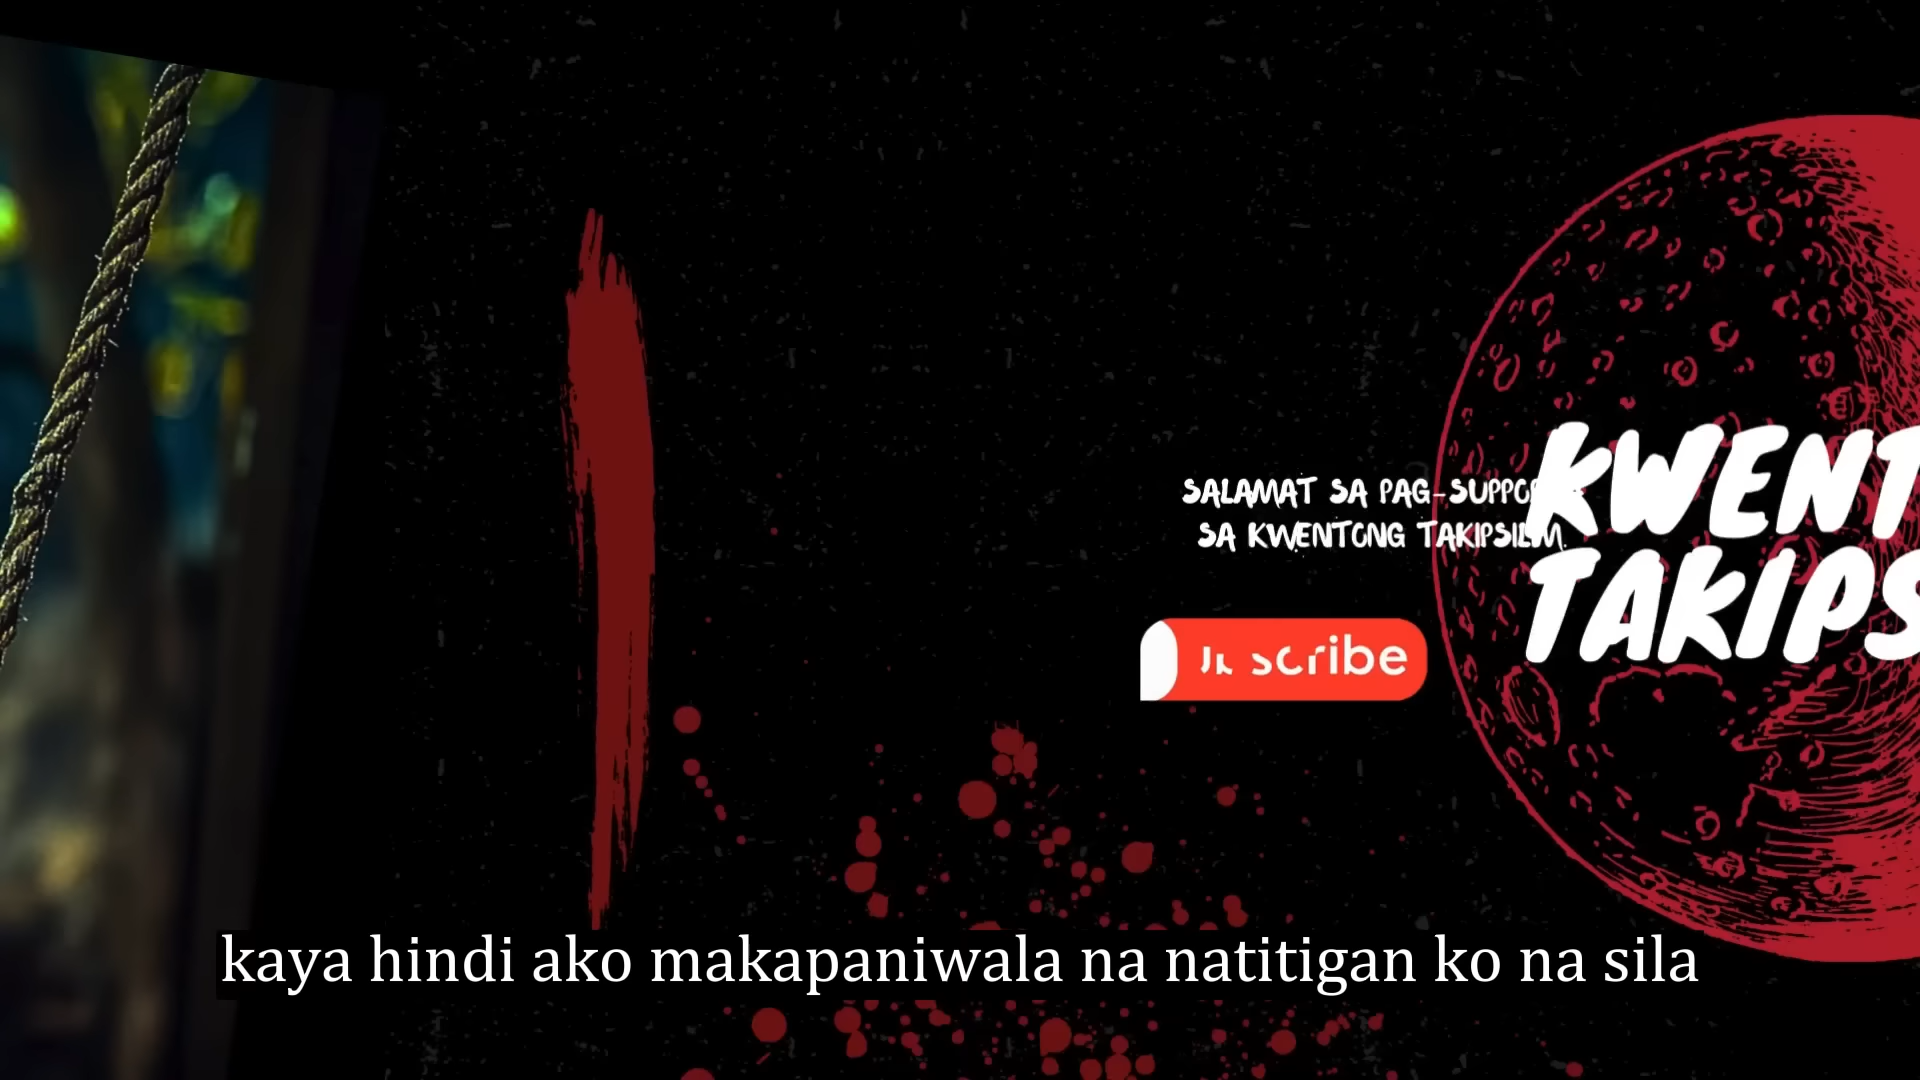 SALAMAT SA PAG-SUPPO
SA KWENTONG TAKIPSILIM.
scribe
KWENT
TAKIPS
kaya hindi ako makapaniwala na natitigan ko na sila